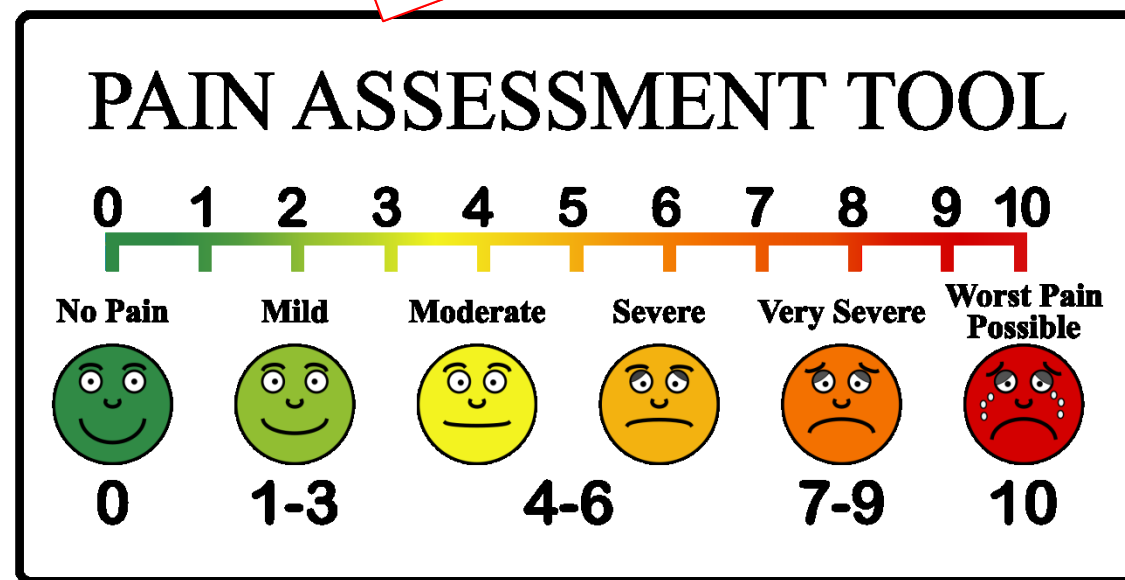 PAIN ASSESSMENT TOOL
0 1 2 3 4 5 6 7 8 9 10
No Pain Mild Moderate Severe Very Severe Worst Pain Possible
0 1-3 4-6 7-9 10